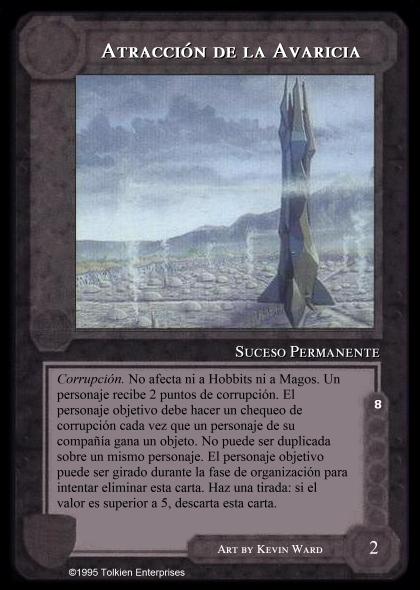 ATRACCIÓN DE LA AVARICIA
SUCESO PERMANENTE
Corrupción. No afecta ni a Hobbits ni a Magos. Un
personaje recibe 2 puntos de corrupción. El
personaje objetivo debe hacer un chequeo de
corrupción cada vez que un personaje de su
compañía gana un objeto. No puede ser duplicada
sobre un mismo personaje. El personaje objetivo
puede ser girado durante la fase de organización para
intentar eliminar esta carta. Haz una tirada: si el
valor es superior a 5, descarta esta carta.
8
ART BY KEVIN WARD
2
©1995 Tolkien Enterprises